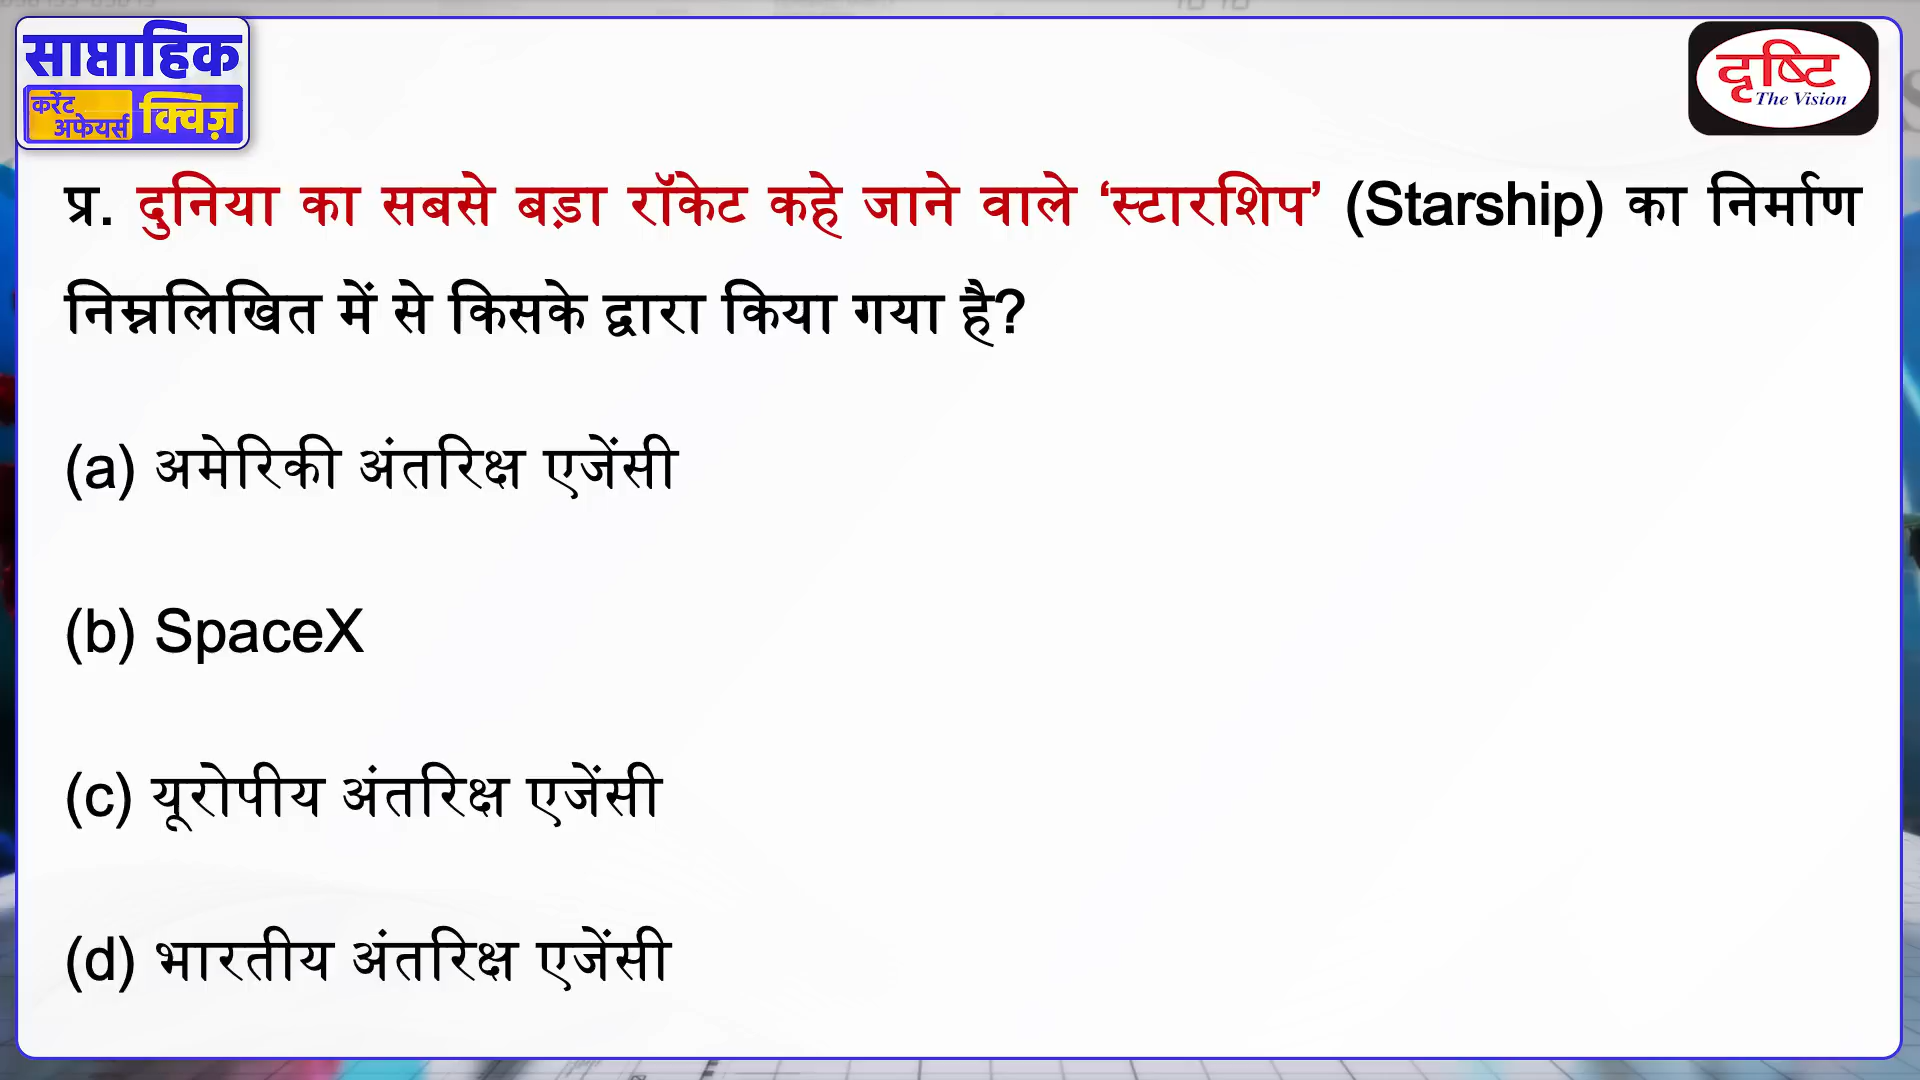 साप्ताहिक
करेंट
अफेयर्स क्विज़
दृष्टि
The Vision
प्र. दुनिया का सबसे बड़ा रॉकेट कहे जाने वाले ‘स्टारशिप’ (Starship) का निर्माण
निम्नलिखित में से किसके द्वारा किया गया है?
(a) अमेरिकी अंतरिक्ष एजेंसी
(b) SpaceX
(c) यूरोपीय अंतरिक्ष एजेंसी
(d) भारतीय अंतरिक्ष एजेंसी